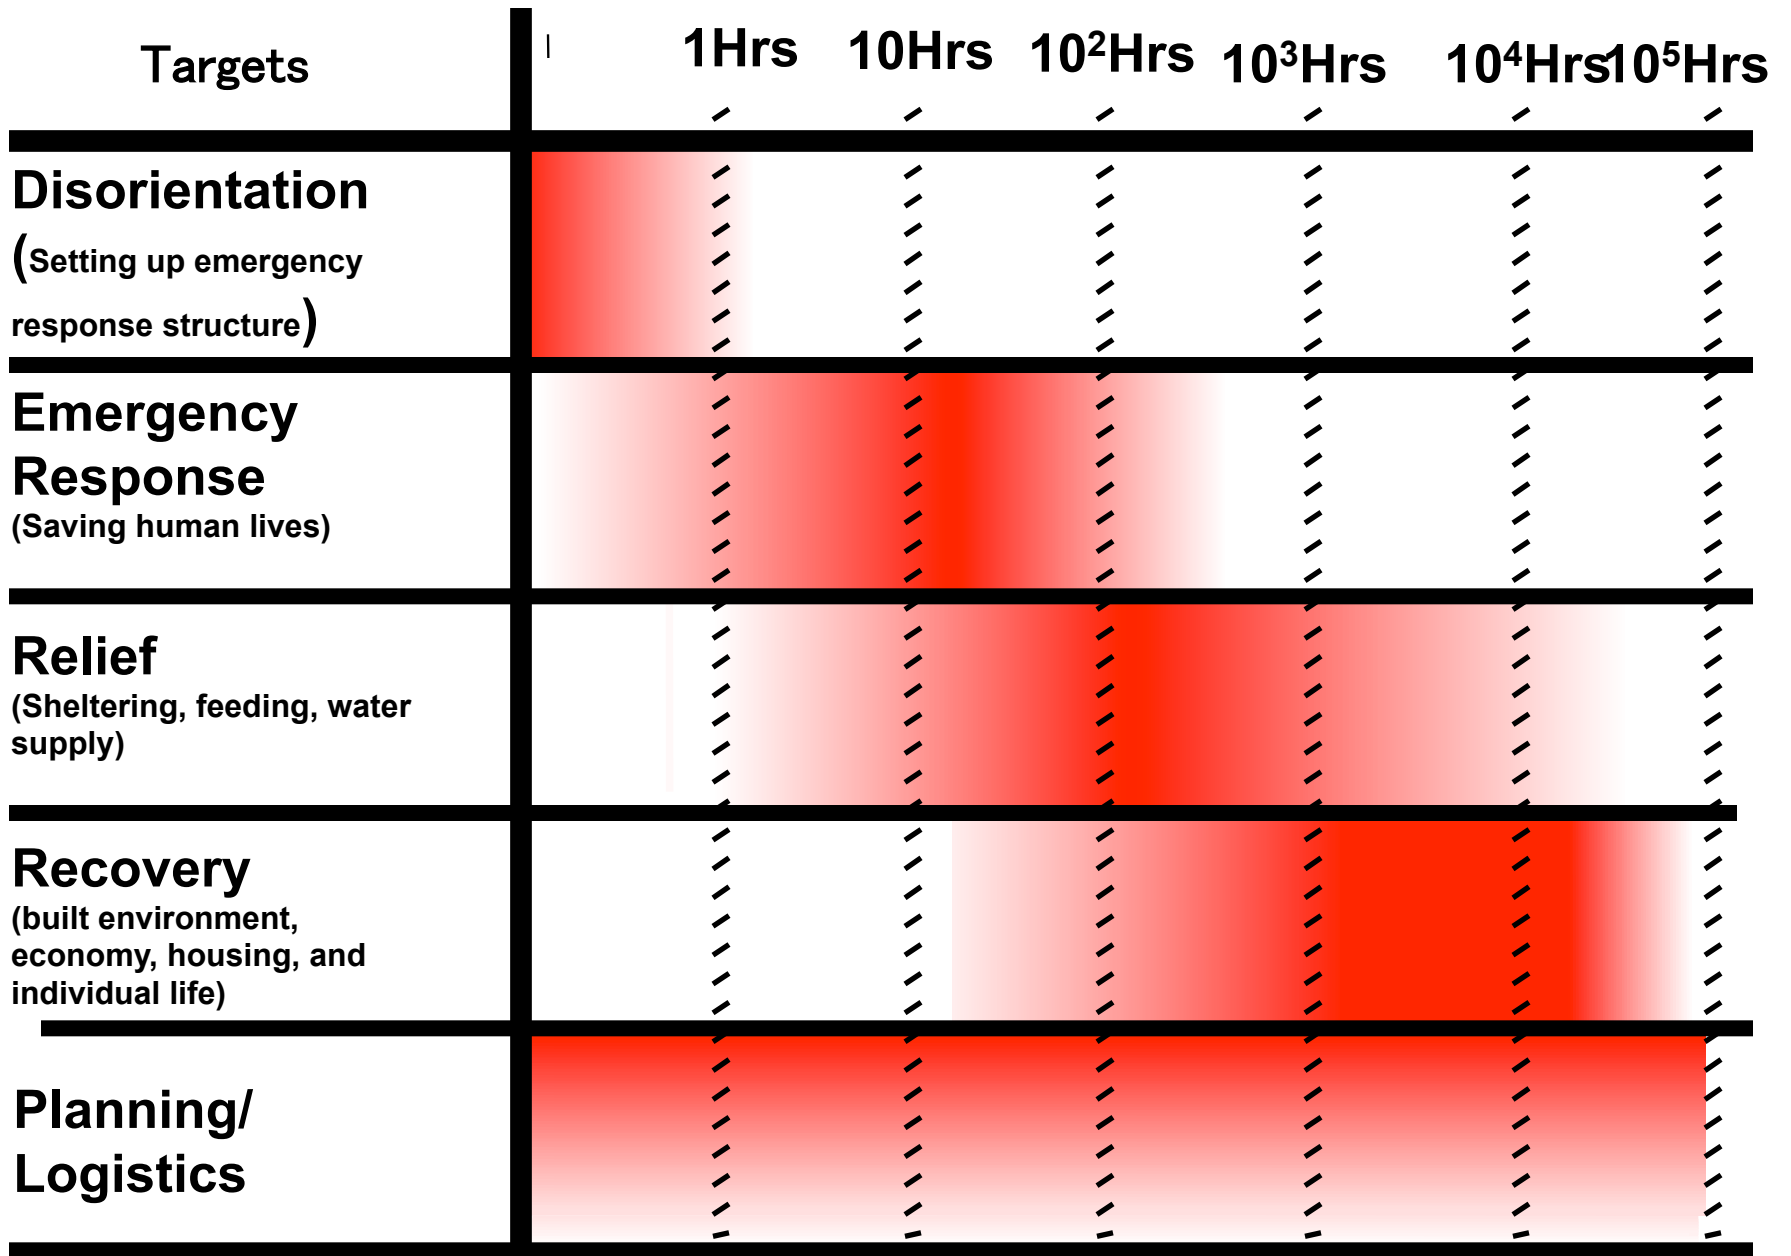 Targets
| 1Hrs 10Hrs 10²Hrs 10³Hrs 10⁴Hrs 10⁵Hrs
Disorientation
(Setting up emergency
response structure)
Emergency
Response
(Saving human lives)
Relief
(Sheltering, feeding, water
supply)
Recovery
(built environment,
economy, housing, and
individual life)
Planning/
Logistics